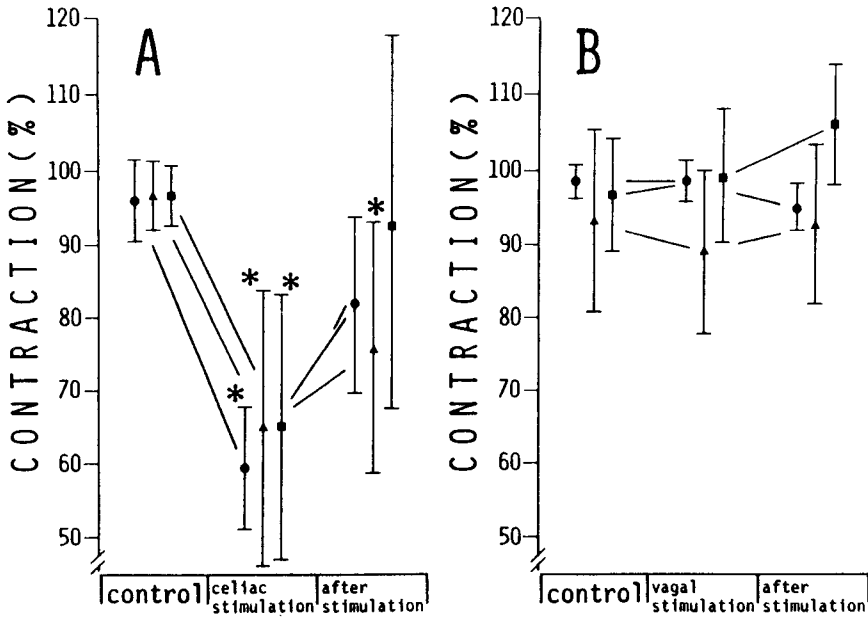 A
CONTRACTION (%)
120
110
100
90
80
70
60
50
*
*
*
*
control
celiac stimulation
after stimulation
B
CONTRACTION (%)
120
110
100
90
80
70
60
50
control
vagal stimulation
after stimulation